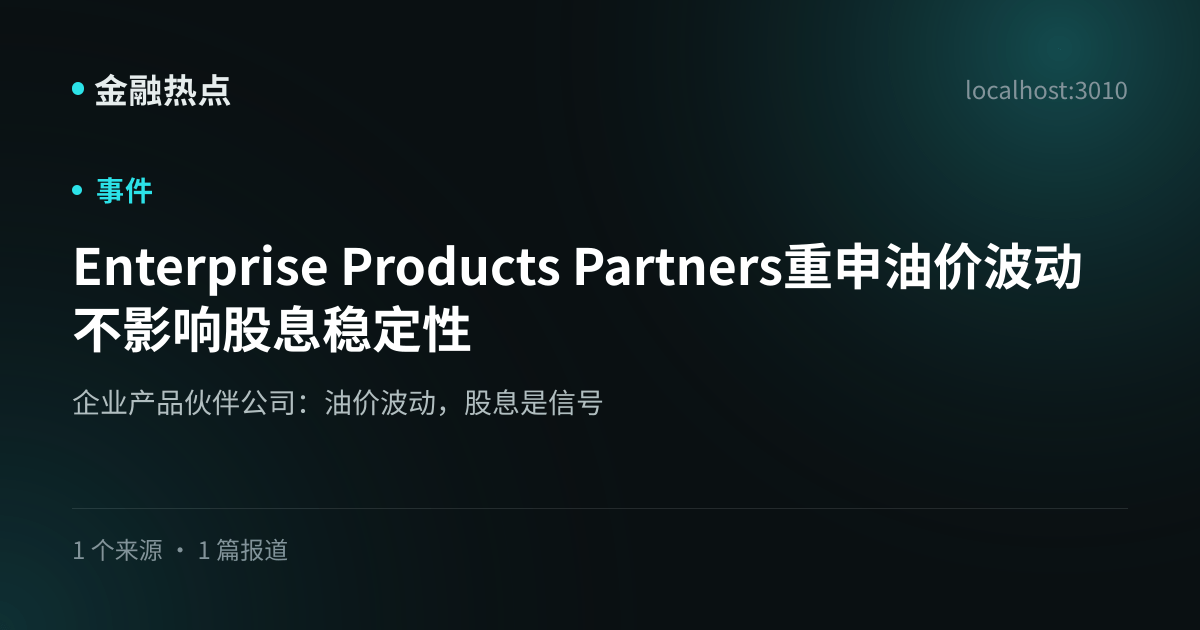 金融热点
localhost:3010
事件
Enterprise Products Partners重申油价波动
不影响股息稳定性
企业产品伙伴公司：油价波动，股息是信号
1 个来源 · 1 篇报道